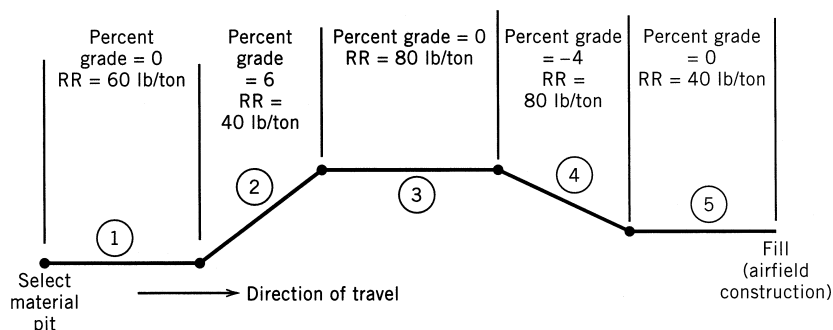 Percent
grade = 0
RR = 60 lb/ton
Percent
grade
= 6
RR =
40 lb/ton
Percent grade = 0
RR = 80 lb/ton
Percent grade
= −4
RR =
80 lb/ton
Percent grade
= 0
RR = 40 lb/ton
1
2
3
4
5
Select
material
pit
Direction of travel
Fill
(airfield
construction)